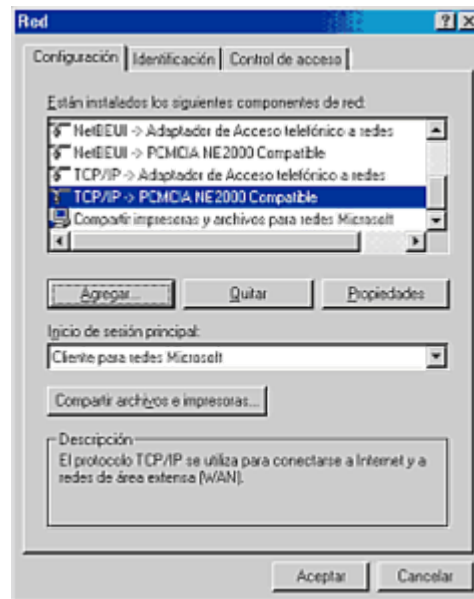 Red
Configuración Identificación Control de acceso
Están instalados los siguientes componentes de red:
NetBEUI -> Adaptador de Acceso telefónico a redes
NetBEUI -> PCMCIA NE2000 Compatible
TCP/IP -> Adaptador de Acceso telefónico a redes
TCP/IP -> PCMCIA NE2000 Compatible
Compartir impresoras y archivos para redes Microsoft
Agregar... Quitar Propiedades
Inicio de sesión principal:
Cliente para redes Microsoft
Compartir archivos e impresoras...
Descripción
El protocolo TCP/IP se utiliza para conectarse a Internet y a
redes de área extensa (WAN).
Aceptar Cancelar